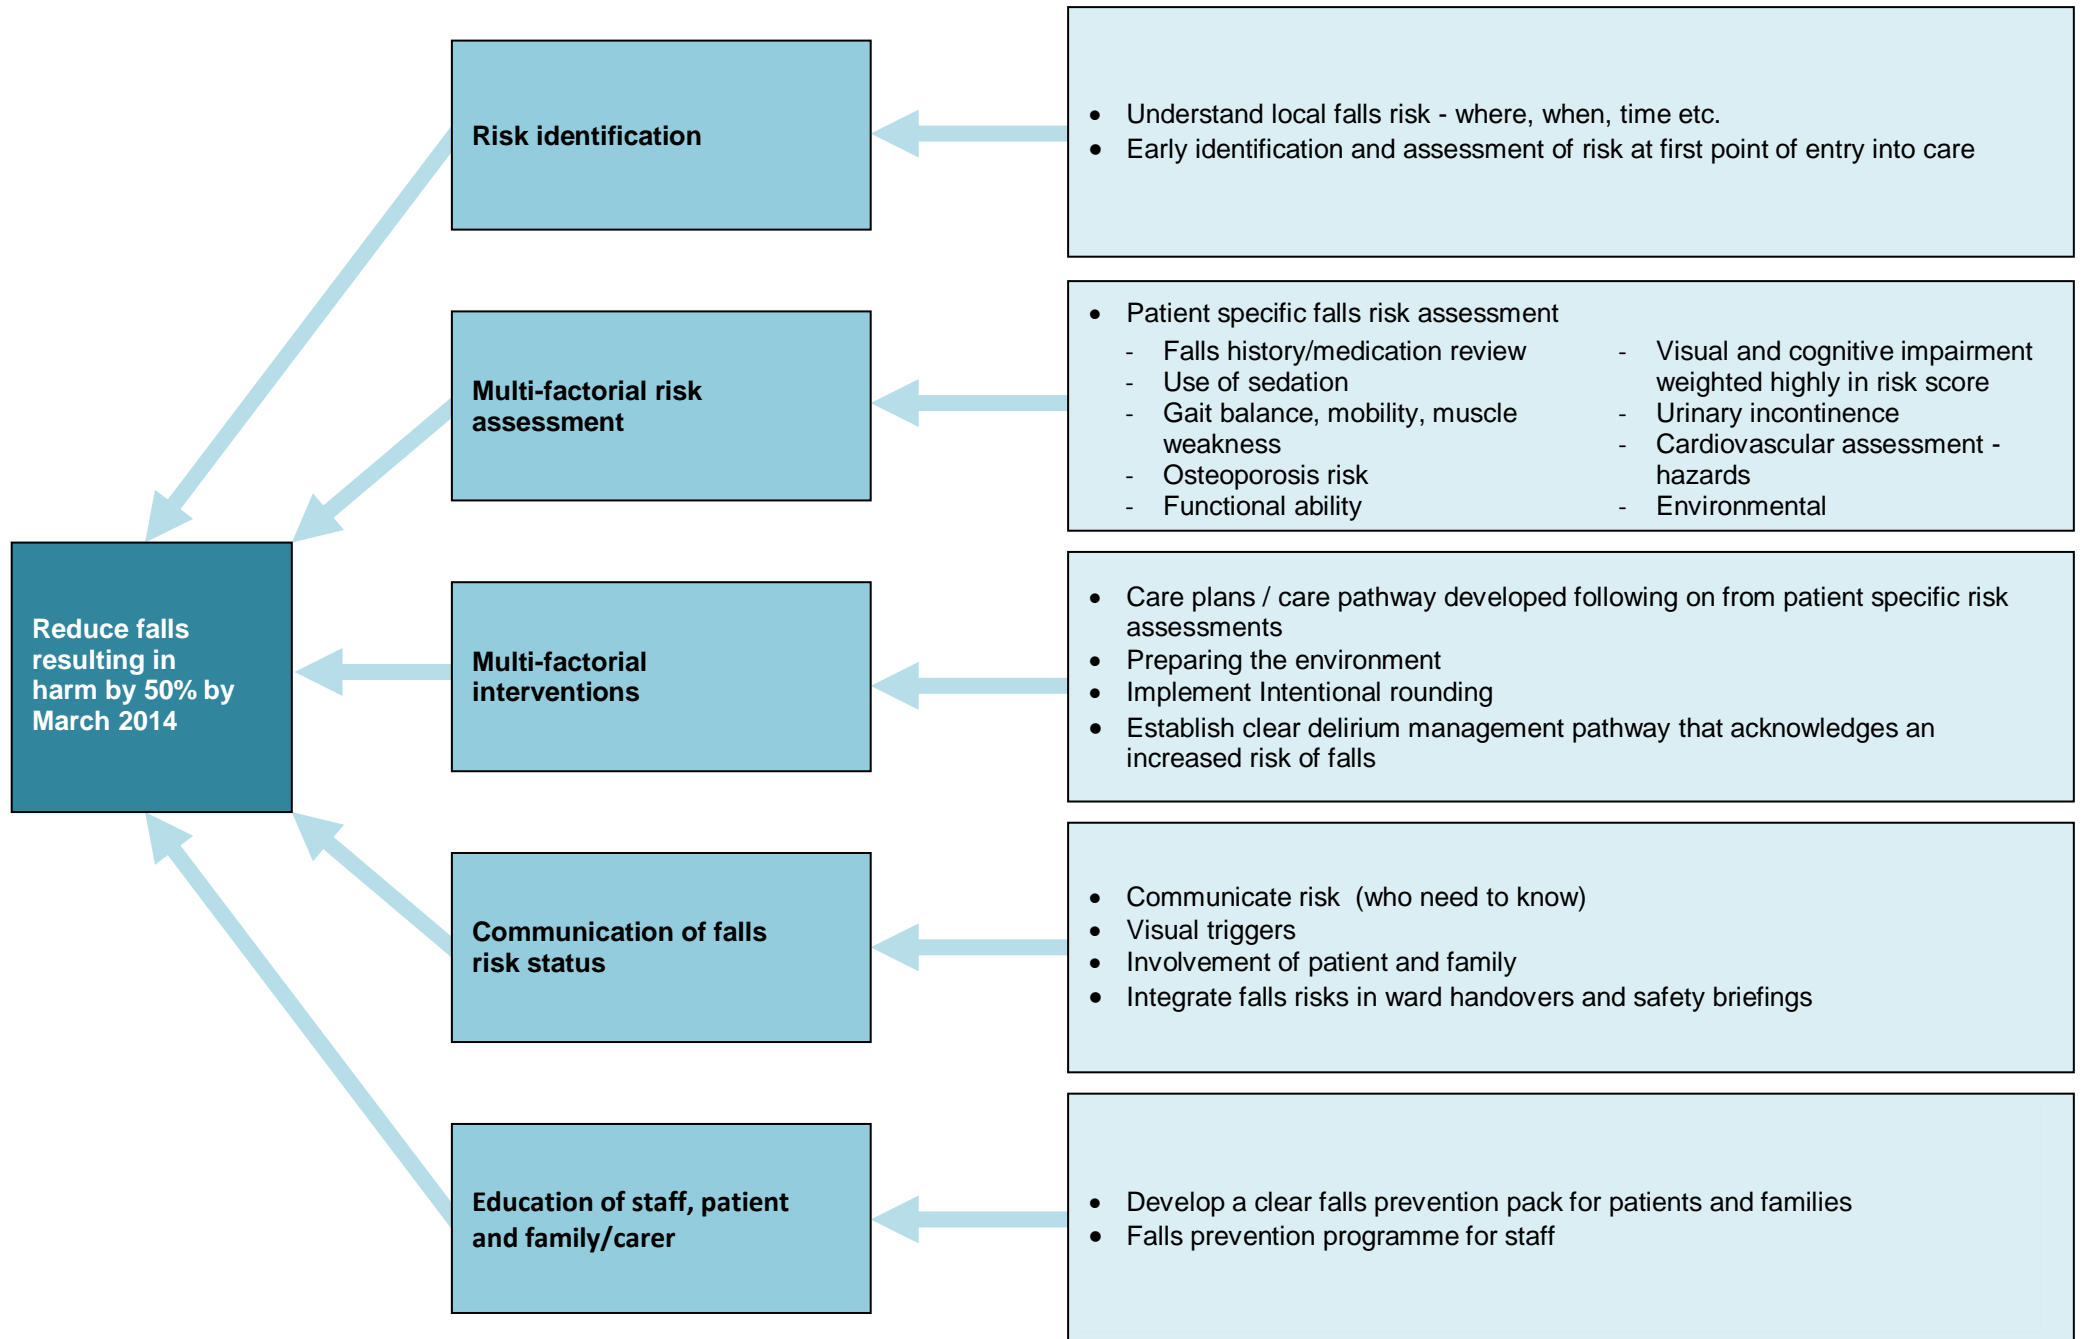 Risk identification
• Understand local falls risk - where, when, time etc.
• Early identification and assessment of risk at first point of entry into care
Multi-factorial risk
assessment
• Patient specific falls risk assessment
- Falls history/medication review
- Use of sedation
- Gait balance, mobility, muscle
weakness
- Osteoporosis risk
- Functional ability
- Visual and cognitive impairment
weighted highly in risk score
- Urinary incontinence
- Cardiovascular assessment -
hazards
- Environmental
Reduce falls
resulting in
harm by 50% by
March 2014
Multi-factorial
interventions
• Care plans / care pathway developed following on from patient specific risk
assessments
• Preparing the environment
• Implement Intentional rounding
• Establish clear delirium management pathway that acknowledges an
increased risk of falls
Communication of falls
risk status
• Communicate risk (who need to know)
• Visual triggers
• Involvement of patient and family
• Integrate falls risks in ward handovers and safety briefings
Education of staff, patient
and family/carer
• Develop a clear falls prevention pack for patients and families
• Falls prevention programme for staff